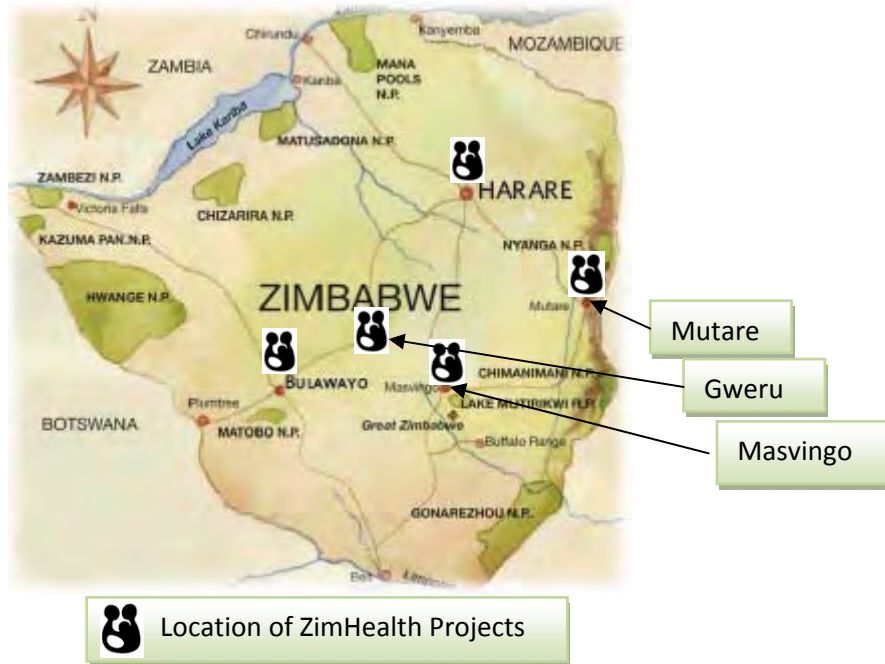 N
Chirundu
Kanyemba
MOZAMBIQUE
ZAMBIA
MANA
POOLS
N.P.
Kariba
Lake Kariba
MATUSADONA N.P.
ZAMBEZI N.P.
Victoria Falls
CHIZARIRA N.P.
HARARE
KAZUMA PAN N.P.
NYANGA N.P.
HWANGE N.P.
ZIMBABWE
Mutare
Mutare
BULAWAYO
Masvingo
CHIMANIMANI N.P.
Gweru
Plumtree
LAKE MUTIRIKWI R.P.
BOTSWANA
MATOBO N.P.
Great Zimbabwe
Buffalo Range
Masvingo
GONAREZHOU N.P.
Location of ZimHealth Projects